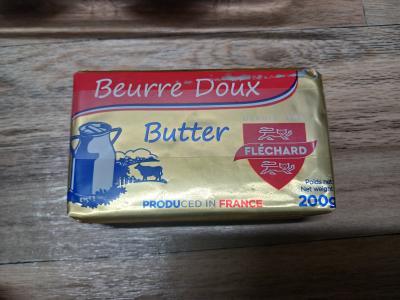 Beurre Doux
Butter
FLÉCHARD
Poids net
Net weight
PRODUCED IN FRANCE
200g